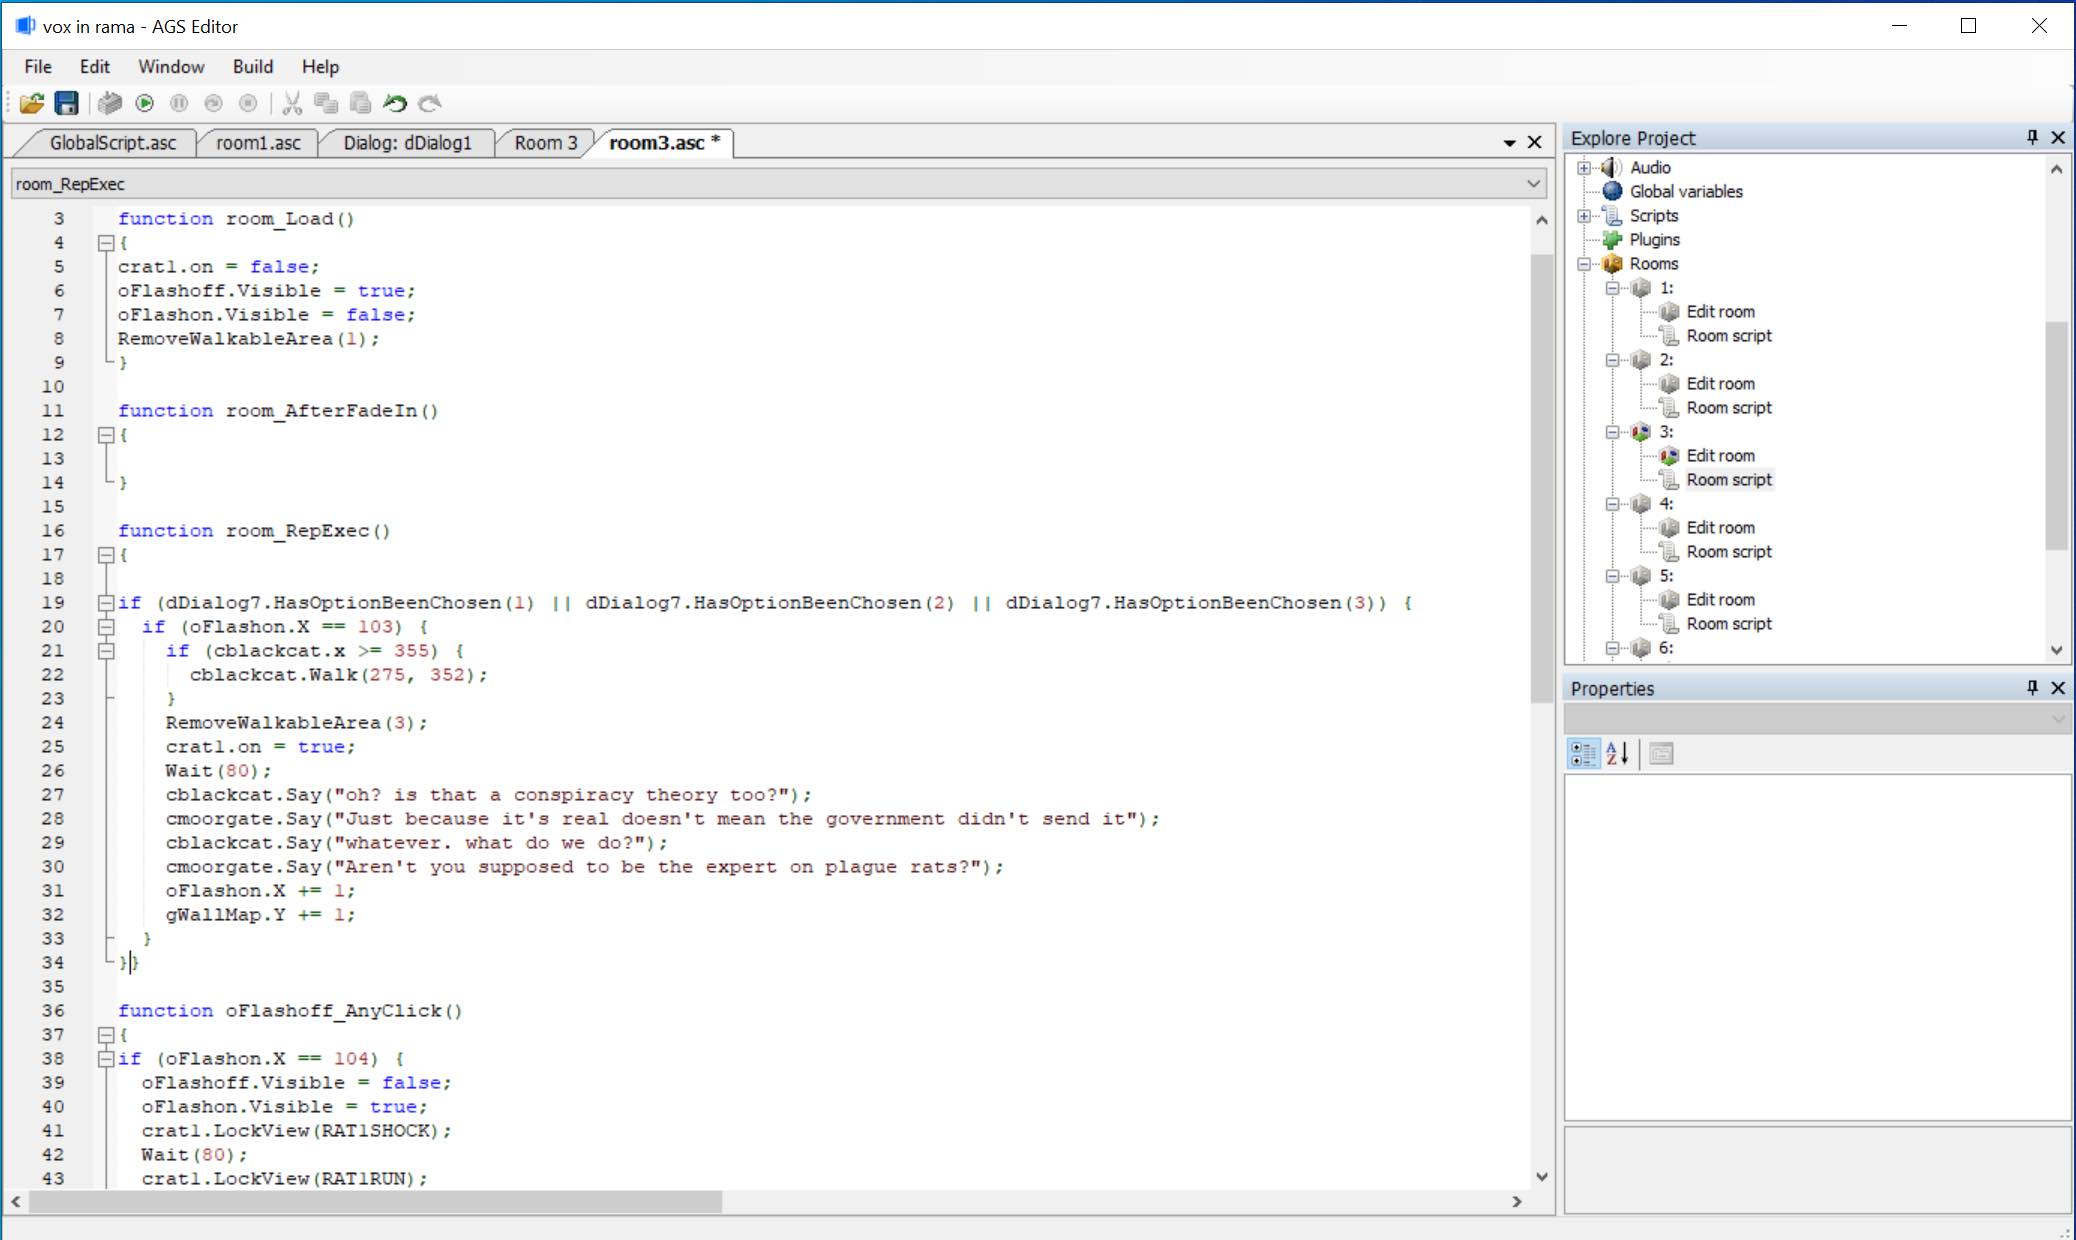 vox in rama - AGS Editor
File Edit Window Build Help
GlobalScript.asc room1.asc Dialog: dDialog1 Room 3 room3.asc *
room_RepExec
3 function room_Load()
4 {
5 crat1.on = false;
6 oFlashoff.Visible = true;
7 oFlashon.Visible = false;
8 RemoveWalkableArea(1);
9 }
10
11 function room_AfterFadeIn()
12 {
13
14 }
15
16 function room_RepExec()
17 {
18
19 if (dDialog7.HasOptionBeenChosen(1) || dDialog7.HasOptionBeenChosen(2) || dDialog7.HasOptionBeenChosen(3)) {
20 if (oFlashon.X == 103) {
21 if (cblackcat.x >= 355) {
22 cblackcat.Walk(275, 352);
23 }
24 RemoveWalkableArea(3);
25 crat1.on = true;
26 Wait(80);
27 cblackcat.Say("oh? is that a conspiracy theory too?");
28 cmoorgate.Say("Just because it's real doesn't mean the government didn't send it");
29 cblackcat.Say("whatever. what do we do?");
30 cmoorgate.Say("Aren't you supposed to be the expert on plague rats?");
31 oFlashon.X += 1;
32 gWallMap.Y += 1;
33 }
34 }}
35
36 function oFlashoff_AnyClick()
37 {
38 if (oFlashon.X == 104) {
39 oFlashoff.Visible = false;
40 oFlashon.Visible = true;
41 crat1.LockView(RAT1SHOCK);
42 Wait(80);
43 crat1.LockView(RAT1RUN);
Explore Project
Audio
Global variables
Scripts
Plugins
Rooms
1:
Edit room
Room script
2:
Edit room
Room script
3:
Edit room
Room script
4:
Edit room
Room script
5:
Edit room
Room script
6:
Properties